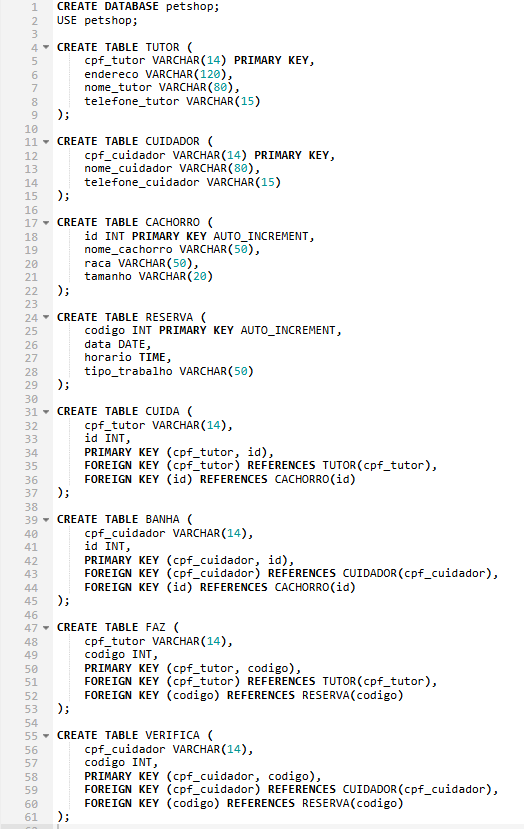 1 CREATE DATABASE petshop;
2 USE petshop;
3
4 CREATE TABLE TUTOR (
5 cpf_tutor VARCHAR(14) PRIMARY KEY,
6 endereco VARCHAR(120),
7 nome_tutor VARCHAR(80),
8 telefone_tutor VARCHAR(15)
9 );
10
11 CREATE TABLE CUIDADOR (
12 cpf_cuidador VARCHAR(14) PRIMARY KEY,
13 nome_cuidador VARCHAR(80),
14 telefone_cuidador VARCHAR(15)
15 );
16
17 CREATE TABLE CACHORRO (
18 id INT PRIMARY KEY AUTO_INCREMENT,
19 nome_cachorro VARCHAR(50),
20 raca VARCHAR(50),
21 tamanho VARCHAR(20)
22 );
23
24 CREATE TABLE RESERVA (
25 codigo INT PRIMARY KEY AUTO_INCREMENT,
26 data DATE,
27 horario TIME,
28 tipo_trabalho VARCHAR(50)
29 );
30
31 CREATE TABLE CUIDA (
32 cpf_tutor VARCHAR(14),
33 id INT,
34 PRIMARY KEY (cpf_tutor, id),
35 FOREIGN KEY (cpf_tutor) REFERENCES TUTOR(cpf_tutor),
36 FOREIGN KEY (id) REFERENCES CACHORRO(id)
37 );
38
39 CREATE TABLE BANHA (
40 cpf_cuidador VARCHAR(14),
41 id INT,
42 PRIMARY KEY (cpf_cuidador, id),
43 FOREIGN KEY (cpf_cuidador) REFERENCES CUIDADOR(cpf_cuidador),
44 FOREIGN KEY (id) REFERENCES CACHORRO(id)
45 );
46
47 CREATE TABLE FAZ (
48 cpf_tutor VARCHAR(14),
49 codigo INT,
50 PRIMARY KEY (cpf_tutor, codigo),
51 FOREIGN KEY (cpf_tutor) REFERENCES TUTOR(cpf_tutor),
52 FOREIGN KEY (codigo) REFERENCES RESERVA(codigo)
53 );
54
55 CREATE TABLE VERIFICA (
56 cpf_cuidador VARCHAR(14),
57 codigo INT,
58 PRIMARY KEY (cpf_cuidador, codigo),
59 FOREIGN KEY (cpf_cuidador) REFERENCES CUIDADOR(cpf_cuidador),
60 FOREIGN KEY (codigo) REFERENCES RESERVA(codigo)
61 );